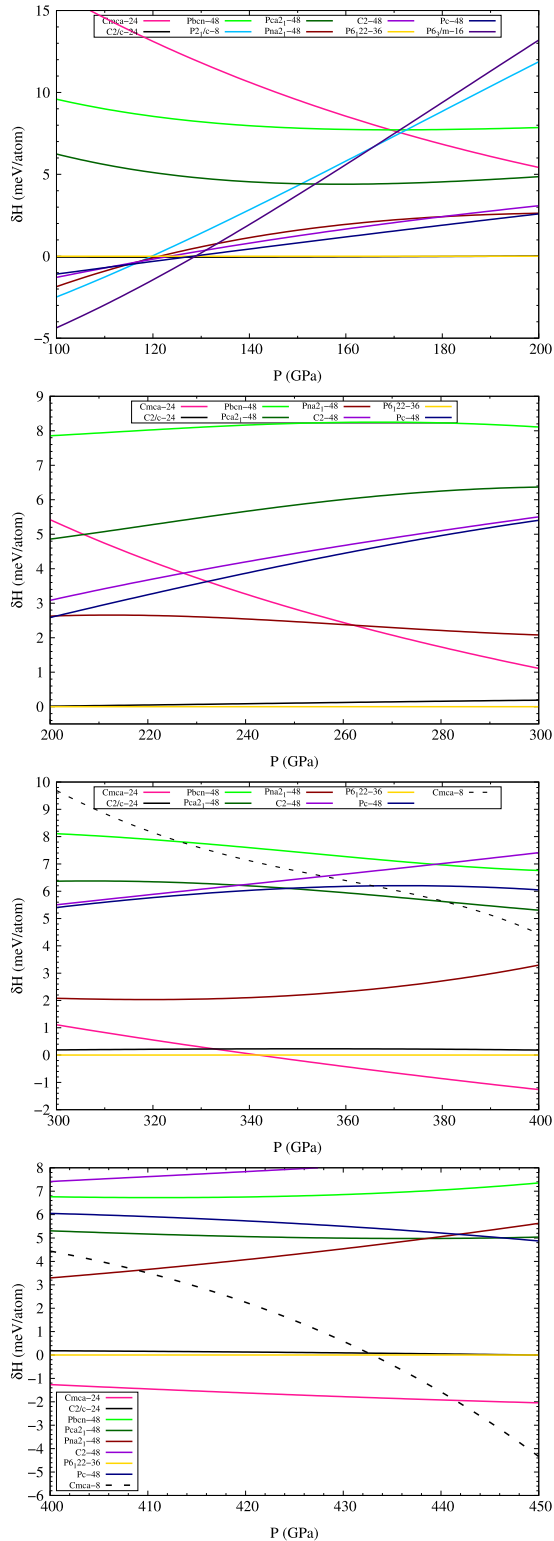 Cmca−24 Pbcn−48 Pca2₁−48 C2−48 Pc−48
C2/c−24 P2₁/c−8 Pna2₁−48 P6₁22−36 P6₃/m−16
15
10
5
0
−5
δH (meV/atom)
100 120 140 160 180 200
P (GPa)
Cmca−24 Pbcn−48 Pna2₁−48 P6₁22−36
C2/c−24 Pca2₁−48 C2−48 Pc−48
9
8
7
6
5
4
3
2
1
0
δH (meV/atom)
200 220 240 260 280 300
P (GPa)
Cmca−24 Pbcn−48 Pna2₁−48 P6₁22−36 Cmca−8
C2/c−24 Pca2₁−48 C2−48 Pc−48
10
9
8
7
6
5
4
3
2
1
0
−1
−2
δH (meV/atom)
300 320 340 360 380 400
P (GPa)
8
7
6
5
4
3
2
1
0
−1
−2
−3
−4
−5
−6
δH (meV/atom)
Cmca−24
C2/c−24
Pbcn−48
Pca2₁−48
Pna2₁−48
C2−48
P6₁22−36
Pc−48
Cmca−8
400 410 420 430 440 450
P (GPa)